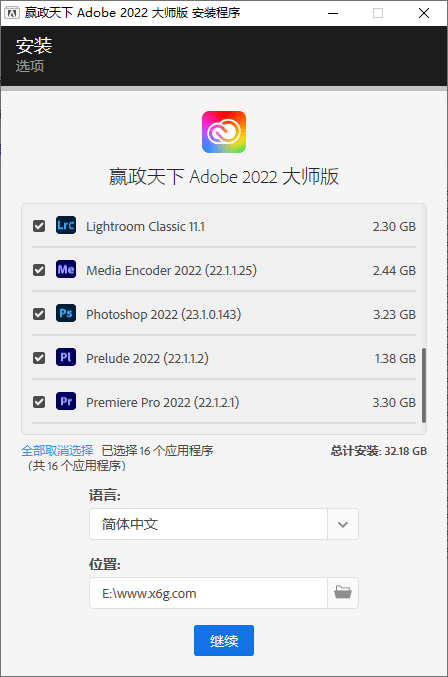 赢政天下 Adobe 2022 大师版 安装程序
安装
选项
赢政天下 Adobe 2022 大师版
LrC Lightroom Classic 11.1 2.30 GB
Me Media Encoder 2022 (22.1.1.25) 2.44 GB
Ps Photoshop 2022 (23.1.0.143) 3.23 GB
Pl Prelude 2022 (22.1.1.2) 1.38 GB
Pr Premiere Pro 2022 (22.1.2.1) 3.30 GB
全部取消选择 已选择 16 个应用程序 总计安装: 32.18 GB
（共 16 个应用程序）
语言:
简体中文
位置:
E:\www.x6g.com
继续